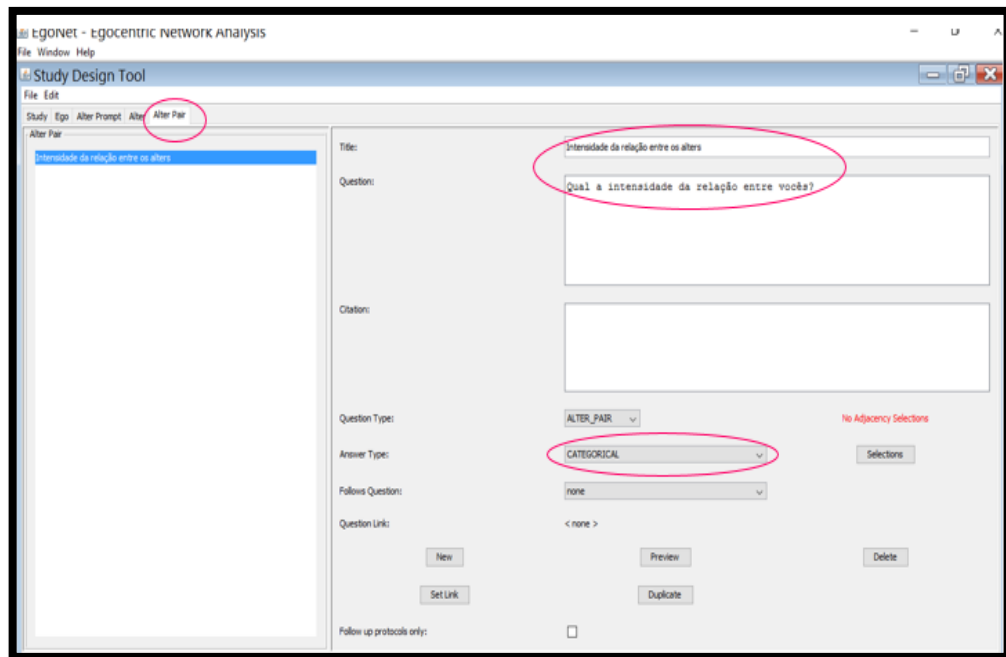 EgoNet - Egocentric Network Analysis
File Window Help
Study Design Tool
File Edit
Study Ego Alter Prompt Alter Alter Pair
Alter Pair
Intensidade da relação entre os alters
Title:
Intensidade da relação entre os alters
Question:
Qual a intensidade da relação entre vocês?
Citation:
Question Type:
ALTER_PAIR
No Adjacency Selections
Answer Type:
CATEGORICAL
Selections
Follows Question:
none
Question Link:
< none >
New
Preview
Delete
Set Link
Duplicate
Follow up protocols only: